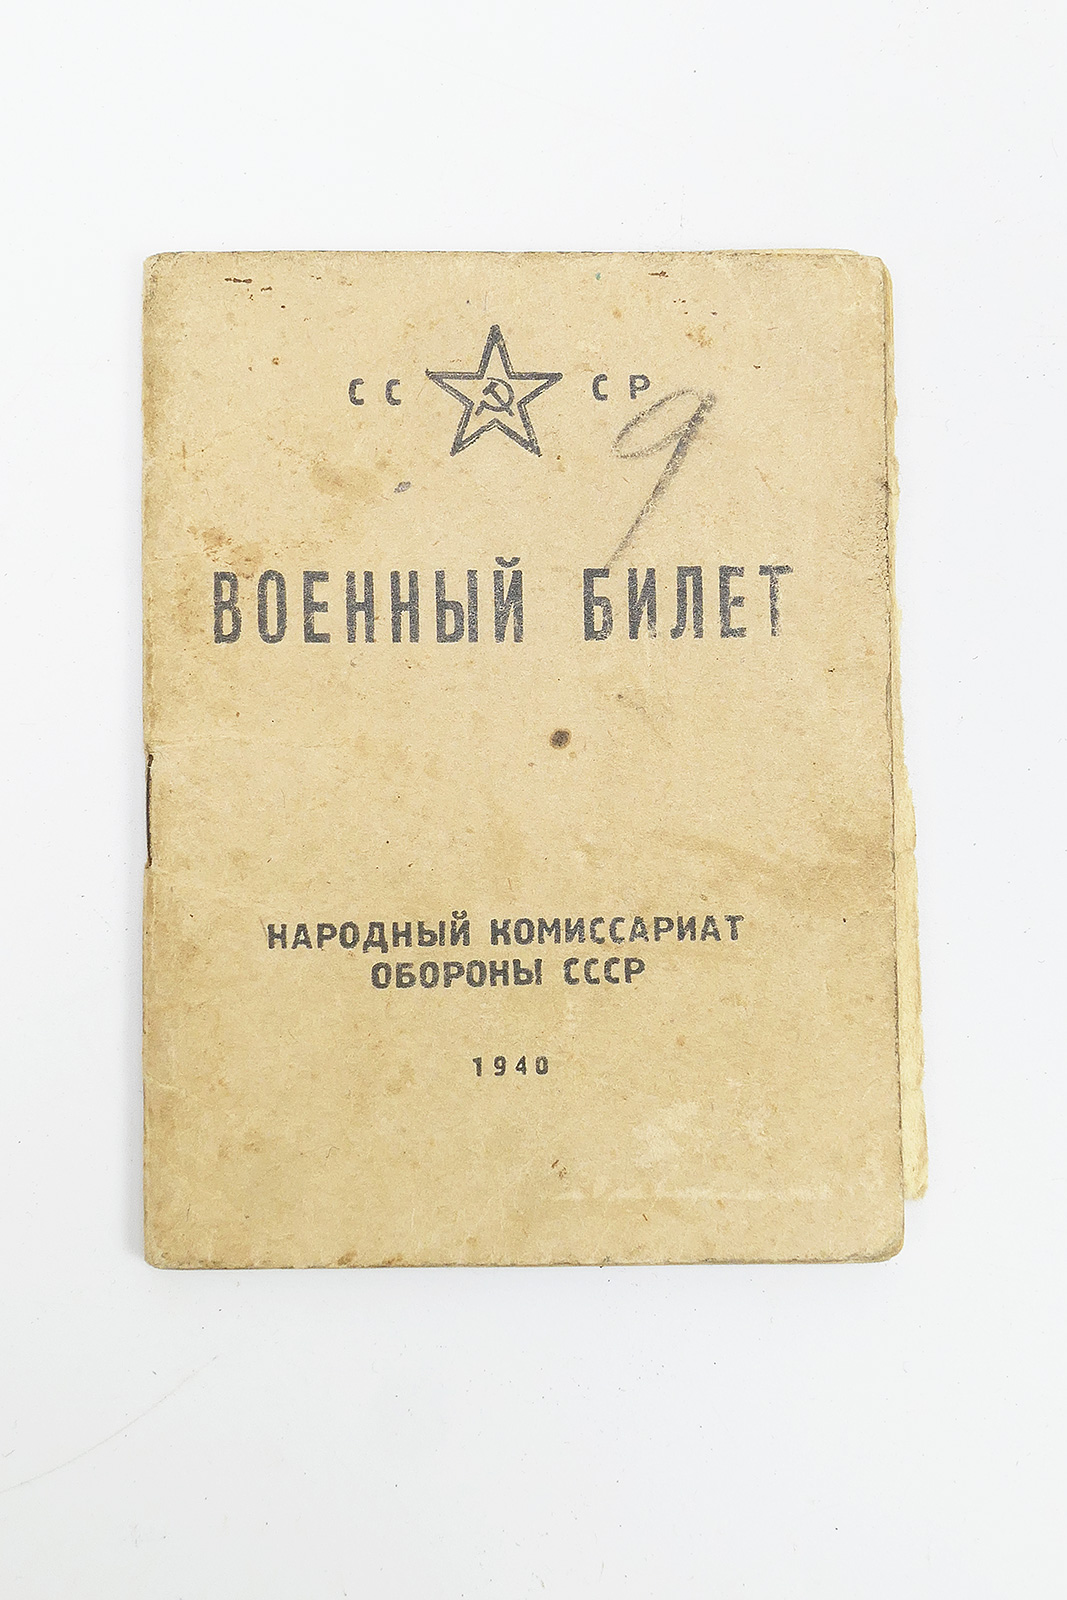 СС СР
9
ВОЕННЫЙ БИЛЕТ
НАРОДНЫЙ КОМИССАРИАТ
ОБОРОНЫ СССР
1940